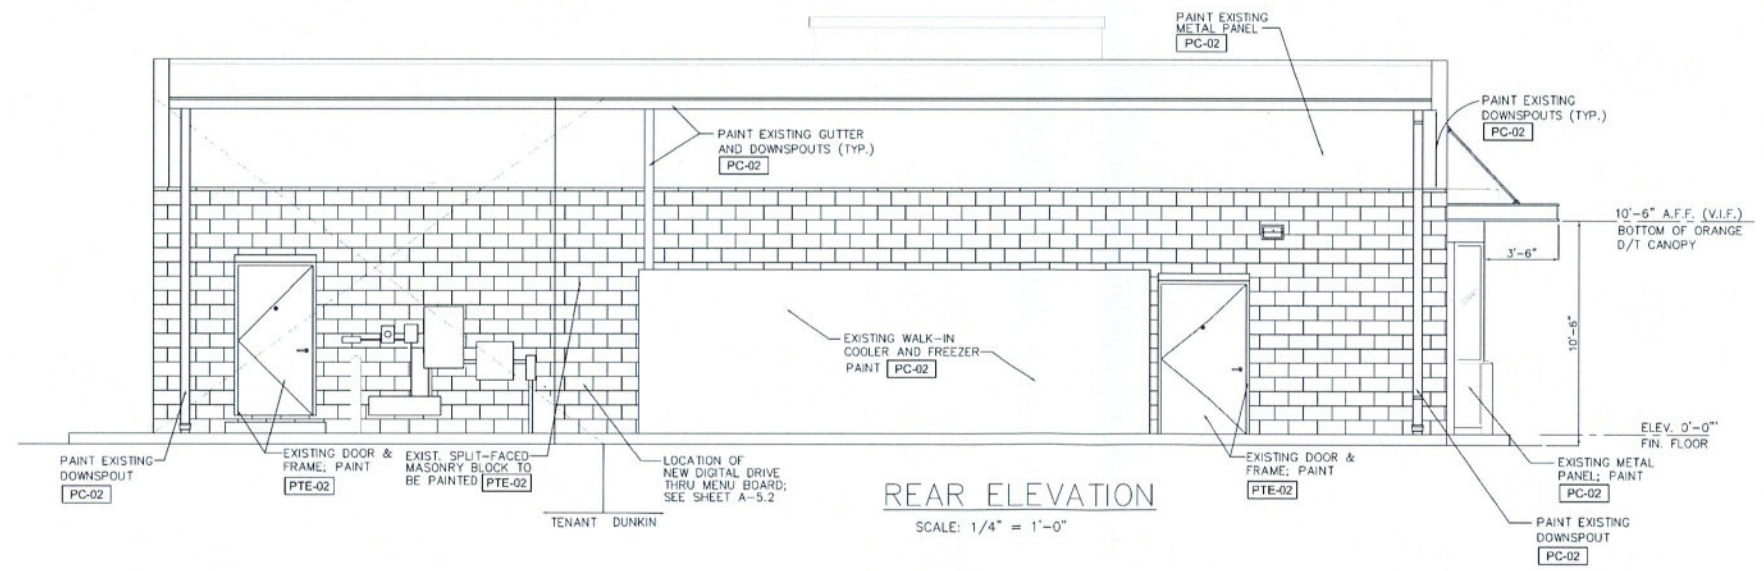 PAINT EXISTING
METAL PANEL
PC-02
PAINT EXISTING
DOWNSPOUTS (TYP.)
PC-02
PAINT EXISTING GUTTER
AND DOWNSPOUTS (TYP.)
PC-02
10'-6" A.F.F. (V.I.F.)
BOTTOM OF ORANGE
D/T CANOPY
3'-6"
10'-6"
EXISTING WALK-IN
COOLER AND FREEZER
PAINT PC-02
ELEV. 0'-0"
FIN. FLOOR
PAINT EXISTING
DOWNSPOUT
PC-02
EXISTING DOOR &
FRAME; PAINT
PTE-02
EXIST. SPLIT-FACED
MASONRY BLOCK TO
BE PAINTED PTE-02
LOCATION OF
NEW DIGITAL DRIVE
THRU MENU BOARD;
SEE SHEET A-5.2
EXISTING DOOR &
FRAME; PAINT
PTE-02
EXISTING METAL
PANEL; PAINT
PC-02
PAINT EXISTING
DOWNSPOUT
PC-02
TENANT DUNKIN
REAR ELEVATION
SCALE: 1/4" = 1'-0"